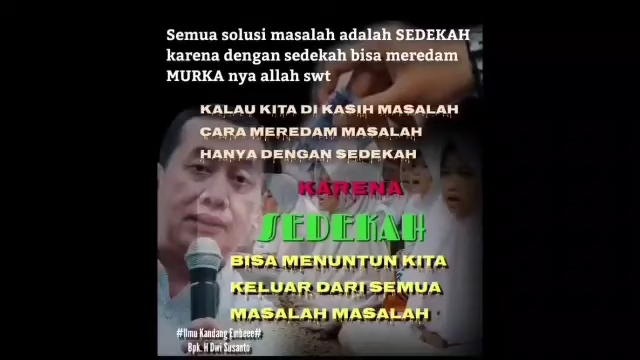 Semua solusi masalah adalah SEDEKAH
karena dengan sedekah bisa meredam
MURKA nya allah swt
KALAU KITA DI KASIH MASALAH
CARA MEREDAM MASALAH
HANYA DENGAN SEDEKAH
KARENA
SEDEKAH
BISA MENUNTUN KITA
KELUAR DARI SEMUA
MASALAH MASALAH
#Ilmu Kandang Embeee#
Bpk. H Dwi Susanto